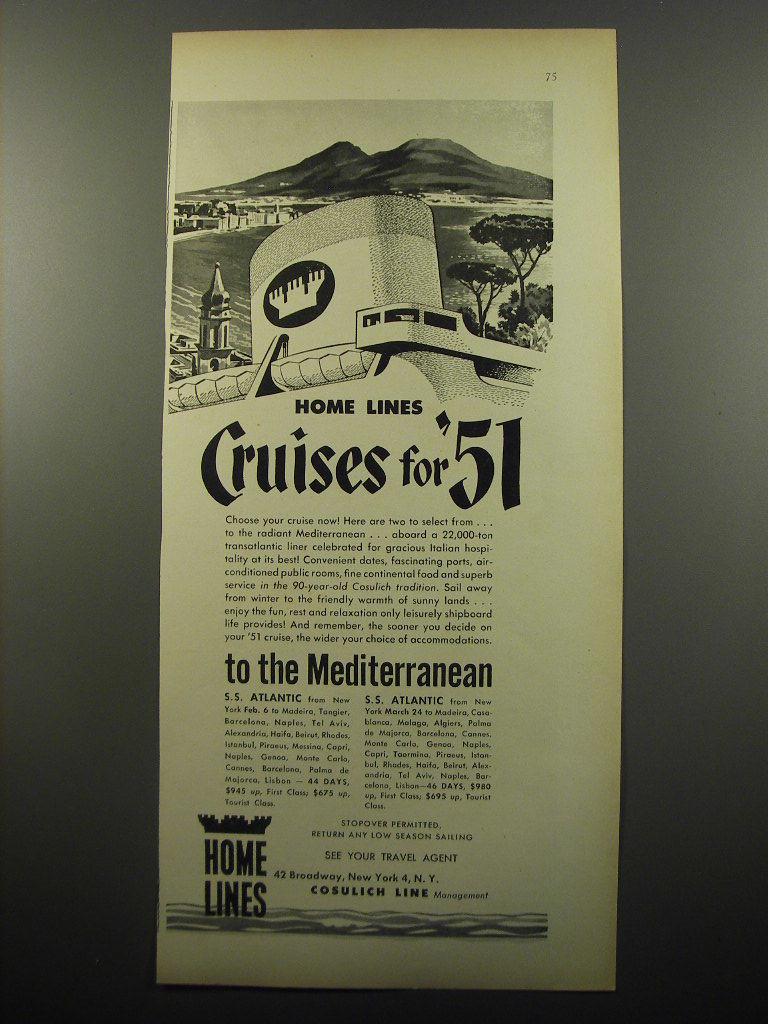 75
HOME LINES
Cruises for '51
Choose your cruise now! Here are two to select from . . .
to the radiant Mediterranean . . . aboard a 22,000-ton
transatlantic liner celebrated for gracious Italian hospi-
tality at its best! Convenient dates, fascinating ports, air-
conditioned public rooms, fine continental food and superb
service in the 90-year-old Cosulich tradition. Sail away
from winter to the friendly warmth of sunny lands . . .
enjoy the fun, rest and relaxation only leisurely shipboard
life provides! And remember, the sooner you decide on
your '51 cruise, the wider your choice of accommodations.
to the Mediterranean
S.S. ATLANTIC from New
York Feb. 6 to Madeira, Tangier,
Barcelona, Naples, Tel Aviv,
Alexandria, Haifa, Beirut, Rhodes,
Istanbul, Piraeus, Messina, Capri,
Naples, Genoa, Monte Carlo,
Cannes, Barcelona, Palma de
Majorca, Lisbon — 44 DAYS,
$945 up, First Class; $675 up,
Tourist Class.
S.S. ATLANTIC from New
York March 24 to Madeira, Casa-
blanca, Malaga, Algiers, Palma
de Majorca, Barcelona, Cannes,
Monte Carlo, Genoa, Naples,
Capri, Taormina, Piraeus, Istan-
bul, Rhodes, Haifa, Beirut, Alex-
andria, Tel Aviv, Naples, Bar-
celona, Lisbon—46 DAYS, $980
up, First Class; $695 up, Tourist
Class.
STOPOVER PERMITTED,
RETURN ANY LOW SEASON SAILING
SEE YOUR TRAVEL AGENT
HOME
LINES
42 Broadway, New York 4, N. Y.
COSULICH LINE Management